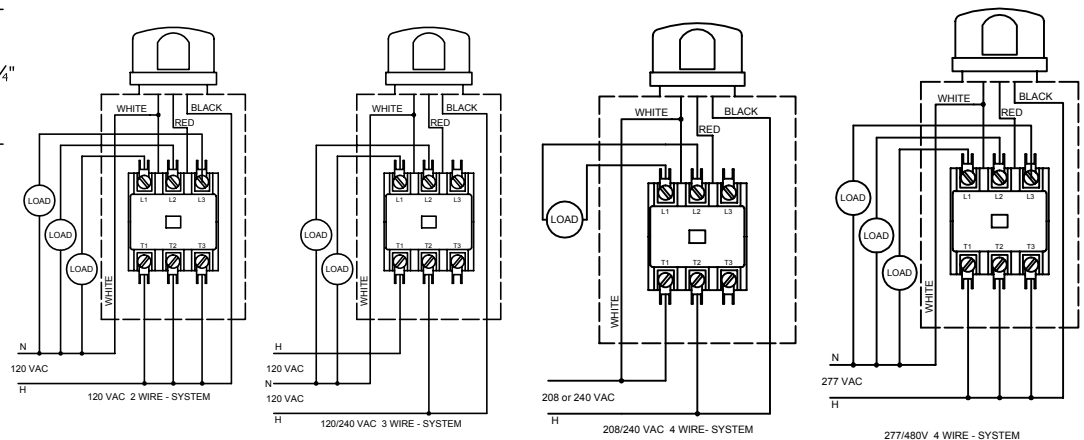 ¼"
WHITE
BLACK
RED
LOAD
LOAD
LOAD
L1 L2 L3
T1 T2 T3
WHITE
N
120 VAC
H
120 VAC 2 WIRE - SYSTEM
WHITE
BLACK
RED
LOAD
LOAD
L1 L2 L3
T1 T2 T3
WHITE
H
120 VAC
N
120 VAC
H
120/240 VAC 3 WIRE - SYSTEM
WHITE
BLACK
RED
LOAD
L1 L2 L3
T1 T2 T3
WHITE
208 or 240 VAC
H
208/240 VAC 4 WIRE- SYSTEM
WHITE
BLACK
RED
LOAD
LOAD
LOAD
L1 L2 L3
T1 T2 T3
WHITE
N
277 VAC
H
277/480V 4 WIRE - SYSTEM